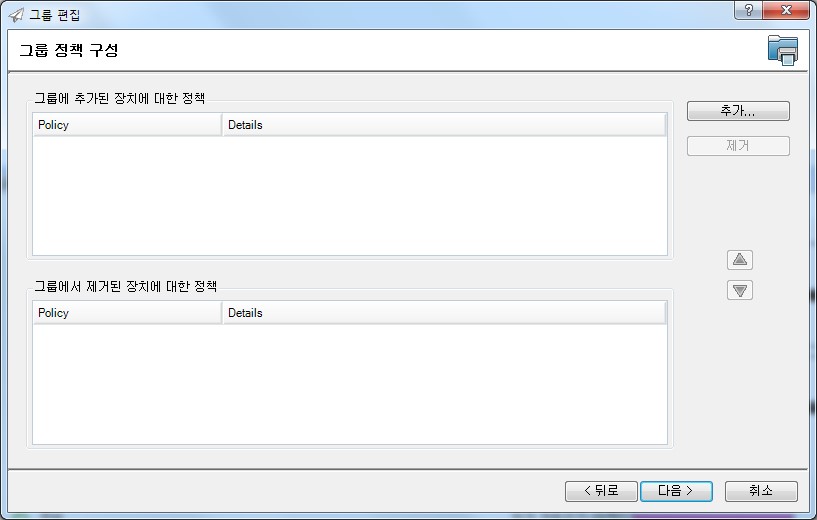 그룹 편집
그룹 정책 구성
그룹에 추가된 장치에 대한 정책
Policy Details
추가...
제거
그룹에서 제거된 장치에 대한 정책
Policy Details
< 뒤로 다음 > 취소